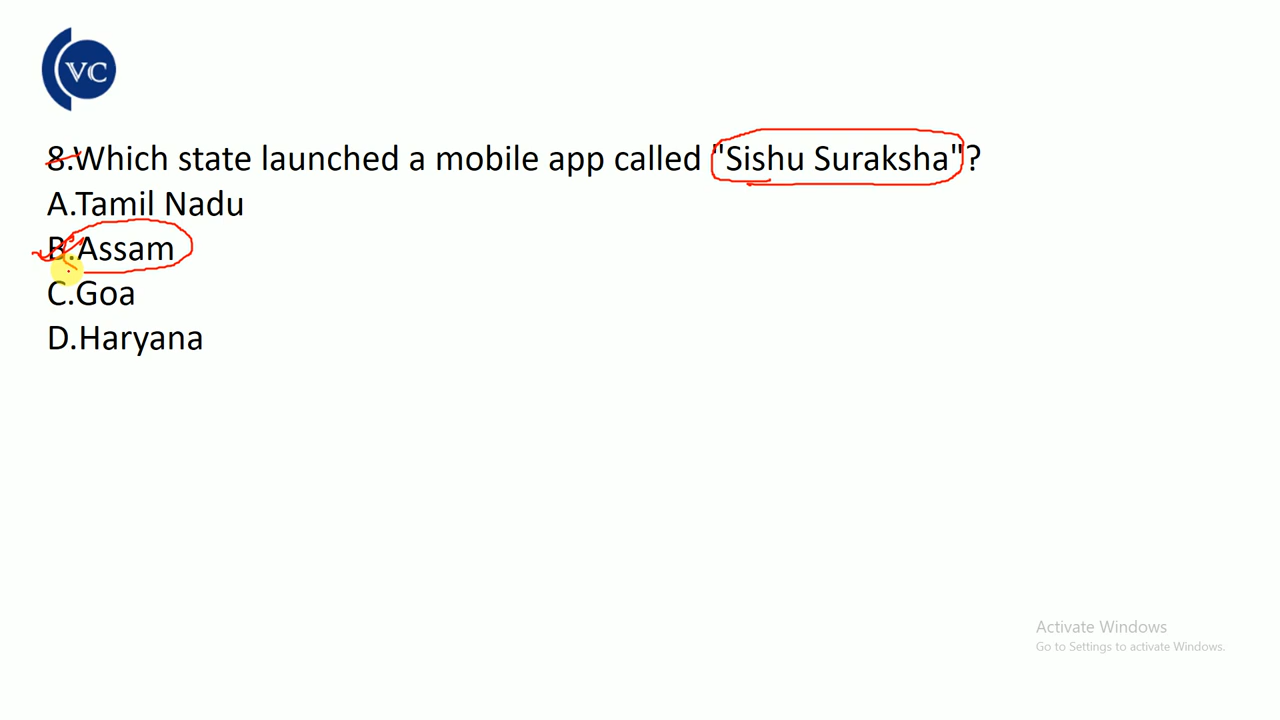 VC
8.Which state launched a mobile app called "Sishu Suraksha"?
A.Tamil Nadu
B.Assam
C.Goa
D.Haryana
Activate Windows
Go to Settings to activate Windows.